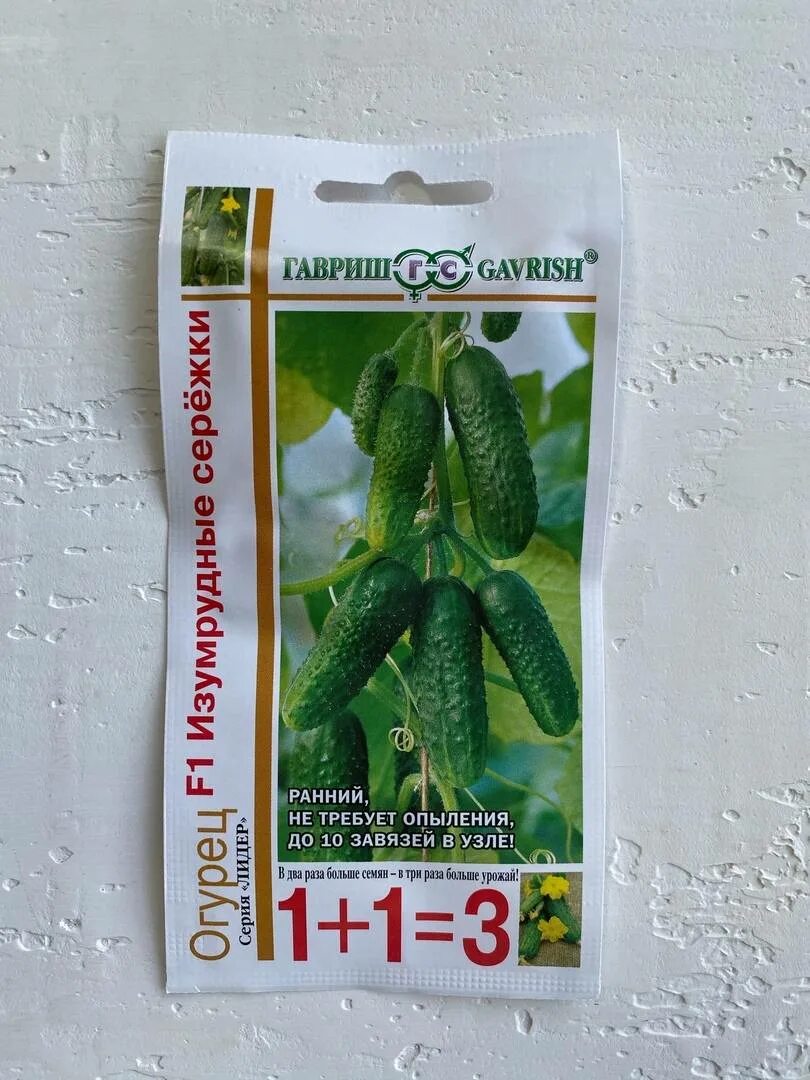 ГАВРИШ ГС GAVRISH®
Огурец F1 Изумрудные серёжки
Серия «ЛИДЕР»
РАННИЙ,
НЕ ТРЕБУЕТ ОПЫЛЕНИЯ,
ДО 10 ЗАВЯЗЕЙ В УЗЛЕ!
В два раза больше семян – в три раза больше урожай!
1+1=3